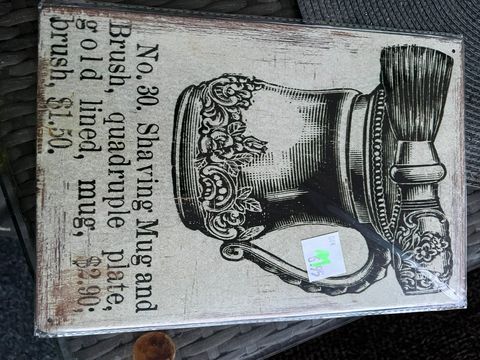 No. 30, Shaving Mug and
Brush, quadruple plate,
gold lined, mug, $2.90;
brush, $1.50.